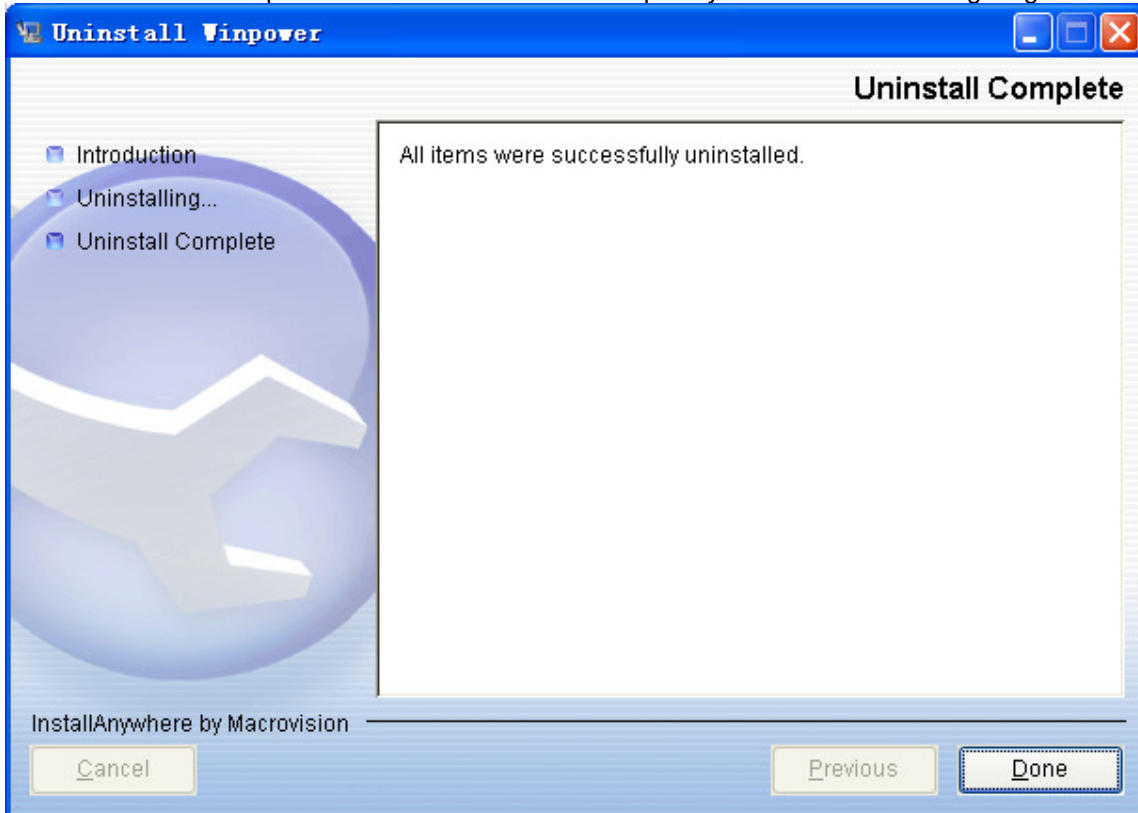 Uninstall Winpower
Uninstall Complete
Introduction
Uninstalling...
Uninstall Complete
All items were successfully uninstalled.
InstallAnywhere by Macrovision
Cancel
Previous
Done